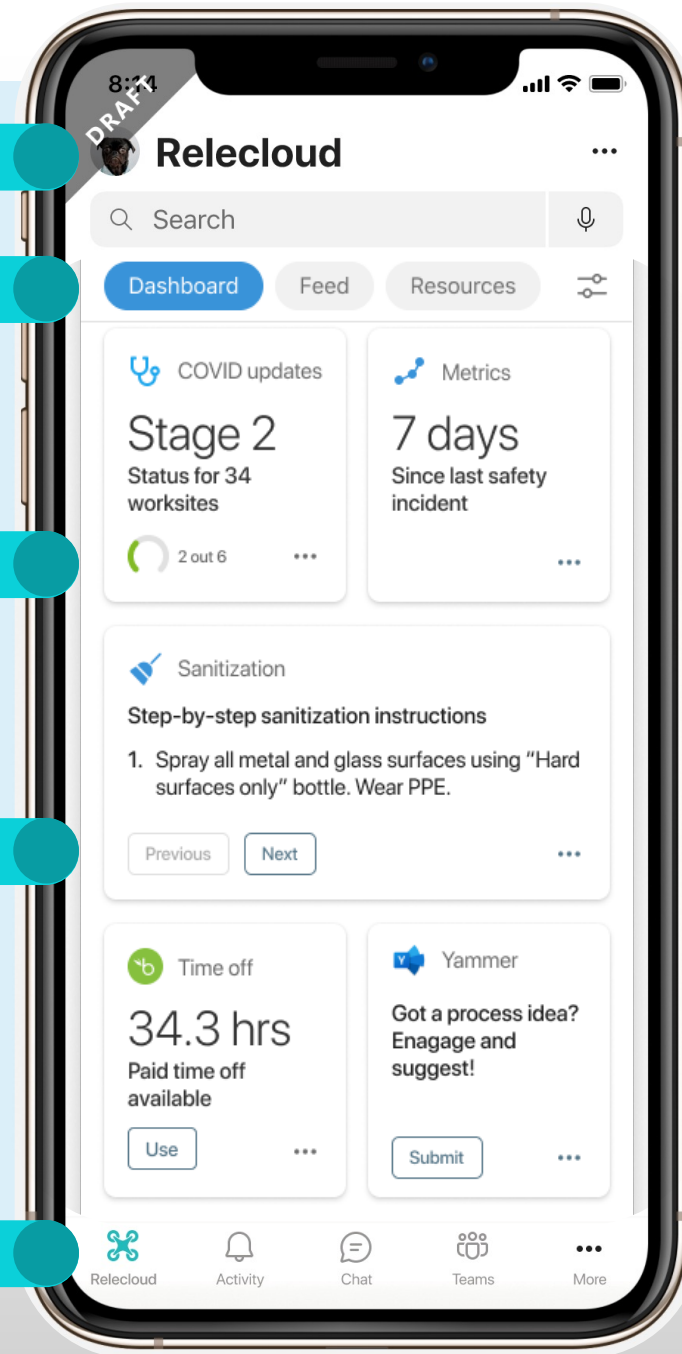 8:14
DRAFT
Relecloud
Search
Dashboard
Feed
Resources
COVID updates
Stage 2
Status for 34
worksites
2 out 6
Metrics
7 days
Since last safety
incident
Sanitization
Step-by-step sanitization instructions
1. Spray all metal and glass surfaces using “Hard
surfaces only” bottle. Wear PPE.
Previous
Next
Time off
34.3 hrs
Paid time off
available
Use
Y
Yammer
Got a process idea?
Enagage and
suggest!
Submit
Relecloud
Activity
Chat
Teams
More